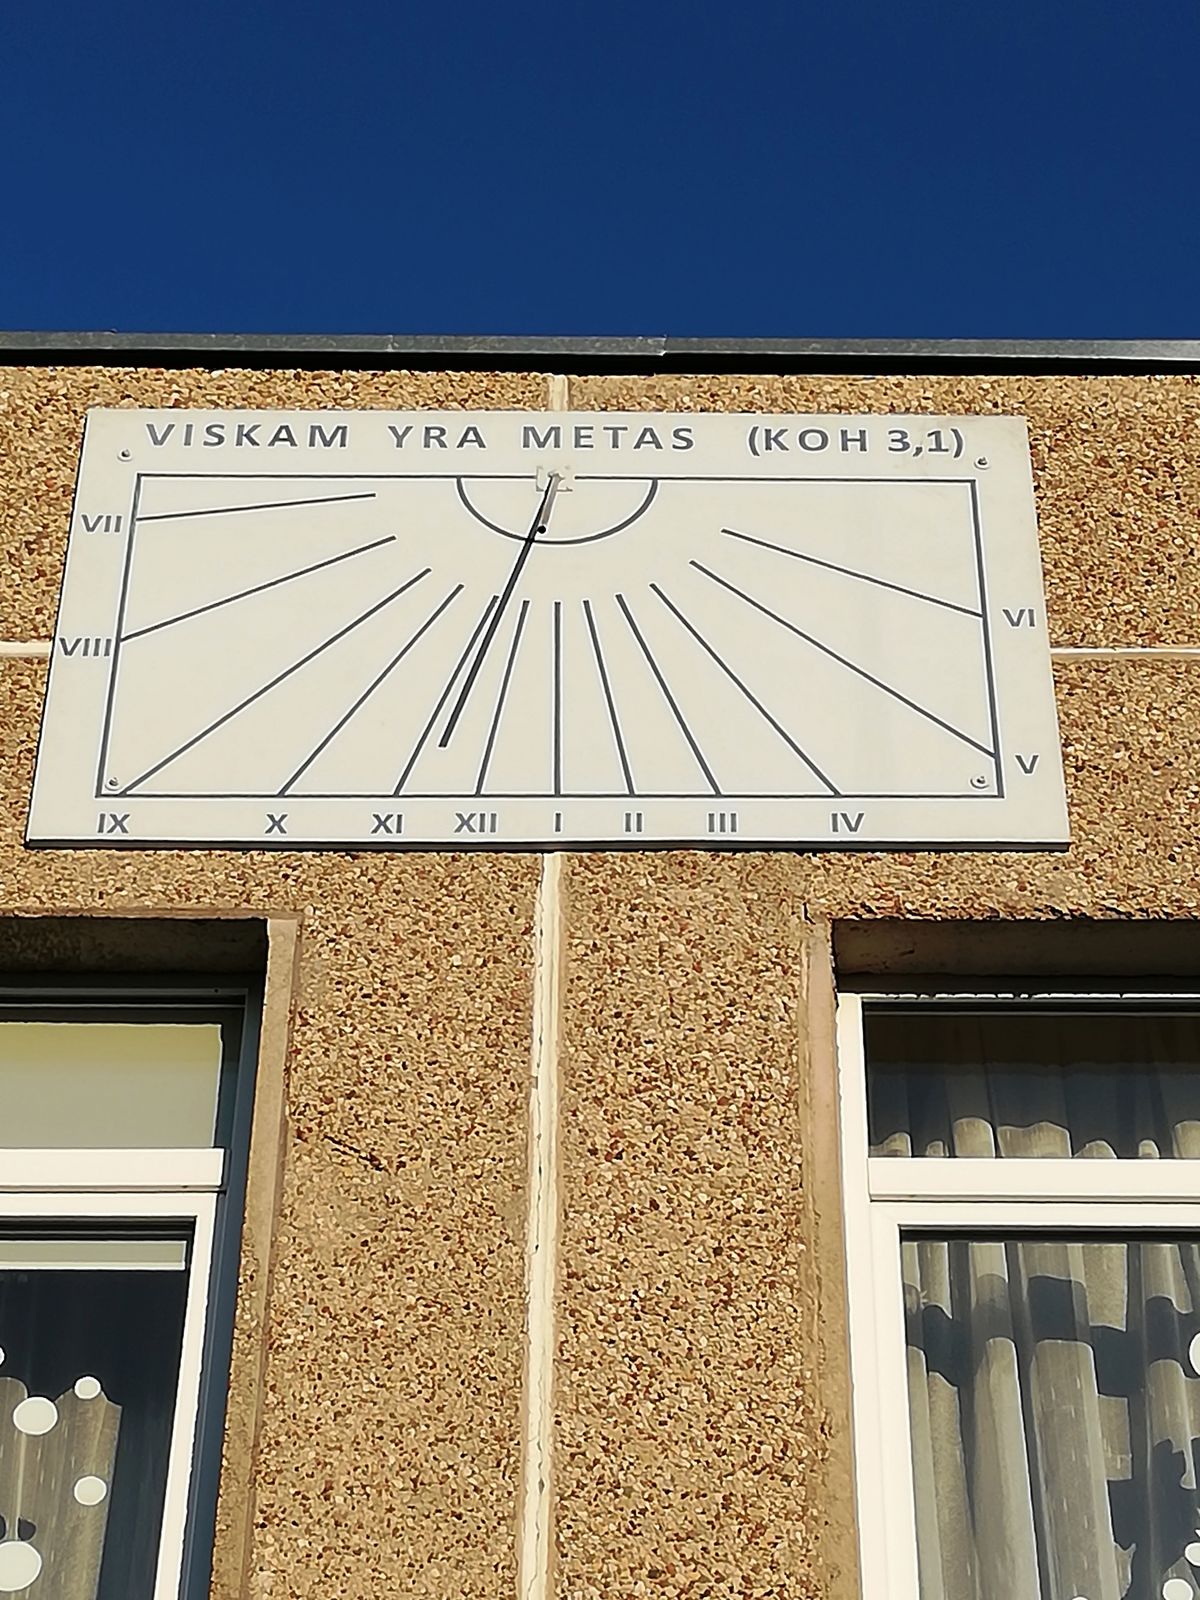 VISKAM YRA METAS (KOH 3,1)
VII
VI
VIII
V
IX X XI XII I II III IV